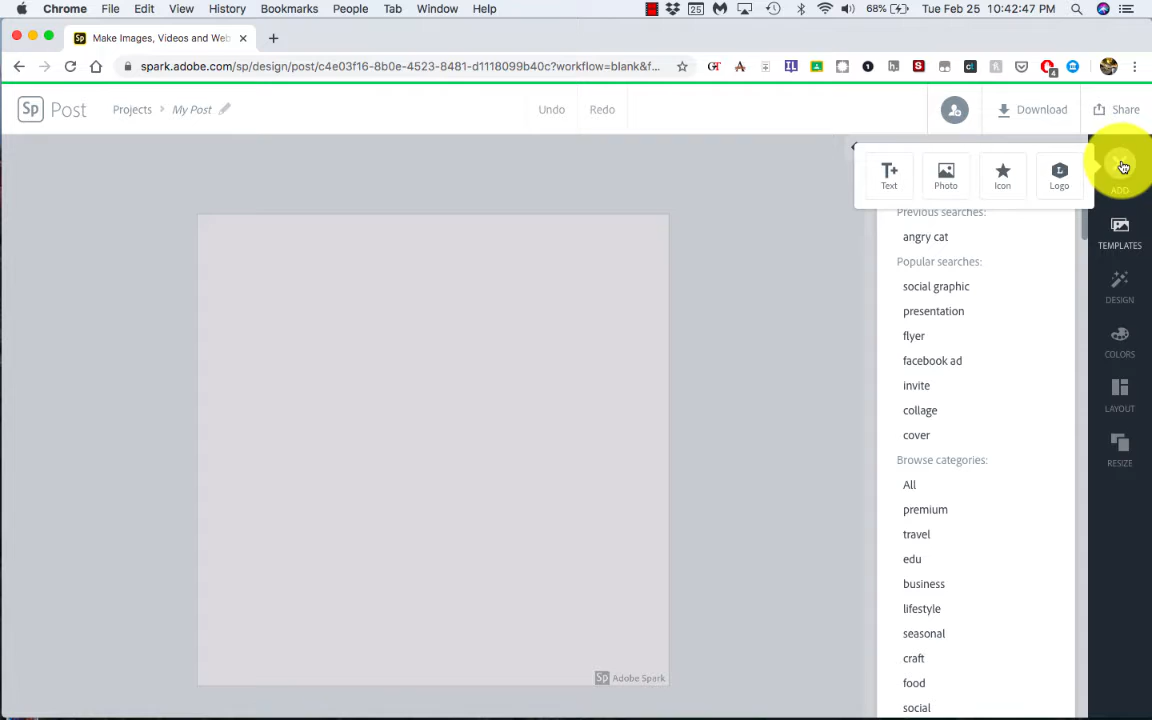 Chrome File Edit View History Bookmarks People Tab Window Help 25 68% Tue Feb 25 10:42:47 PM
Sp Make Images, Videos and Web
spark.adobe.com/sp/design/post/c4e03f16-8b0e-4523-8481-d1118099b40c?workflow=blank&f...
Sp Post Projects > My Post Undo Redo Download Share
T+ Text Photo Icon L Logo
ADD
Previous searches:
angry cat
Popular searches:
social graphic
presentation
flyer
facebook ad
invite
collage
cover
Browse categories:
All
premium
travel
edu
business
lifestyle
seasonal
craft
food
social
TEMPLATES
DESIGN
COLORS
LAYOUT
RESIZE
Sp Adobe Spark